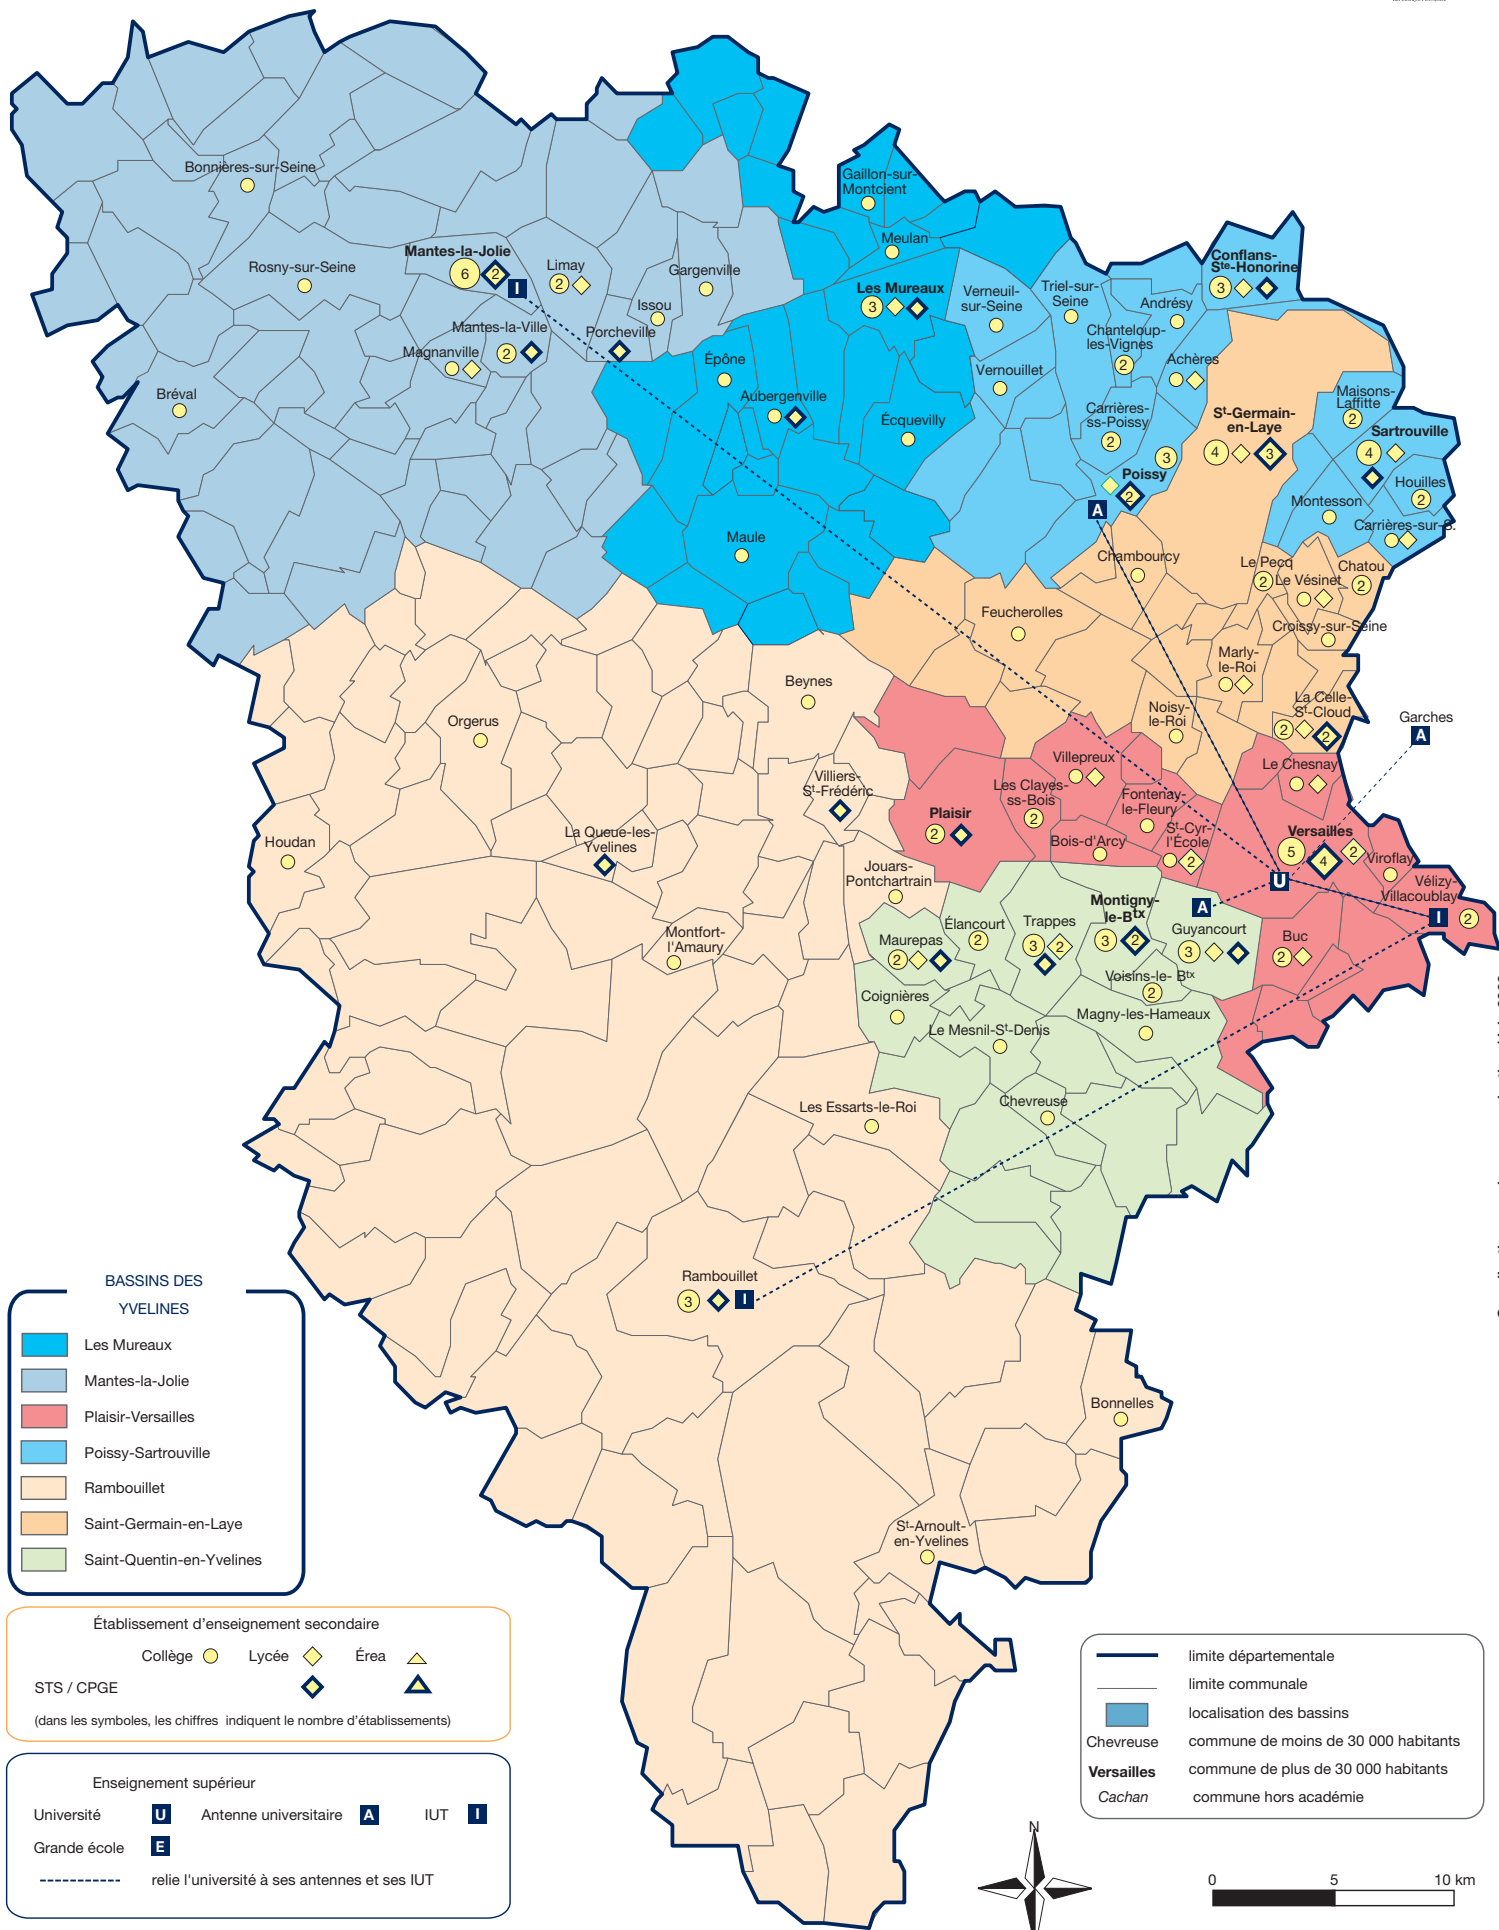 Bonnières-sur-Seine
Rosny-sur-Seine
Mantes-la-Jolie
6
2
I
Limay
2
Issou
Gargenville
Porcheville
Mantes-la-Ville
2
Magnanville
Bréval
Gaillon-sur-
Montcient
Meulan
Les Mureaux
3
Épône
Aubergenville
Écquevilly
Maule
Verneuil-
sur-Seine
Vernouillet
Triel-sur-
Seine
Chanteloup-
les-Vignes
2
Andrésy
Achères
Conflans-
Ste-Honorine
3
Carrières-
ss-Poissy
2
3
Poissy
2
A
St-Germain-
en-Laye
4
3
Maisons-
Laffitte
2
Sartrouville
4
Houilles
2
Montesson
Carrières-sur-S.
Chambourcy
Le Pecq
2
Le Vésinet
Chatou
2
Croissy-sur-Seine
Feucherolles
Marly-
le-Roi
Noisy-
le-Roi
La Celle-
St-Cloud
2
2
Garches
A
Beynes
Orgerus
Villiers-
St-Frédéric
La Queue-les-
Yvelines
Houdan
Montfort-
l'Amaury
Jouars-
Pontchartrain
Plaisir
2
Les Clayes-
ss-Bois
2
Villepreux
Fontenay-
le-Fleury
Bois-d'Arcy
St-Cyr-
l'École
2
Le Chesnay
Versailles
5
4
2
U
Viroflay
Vélizy-
Villacoublay
I
2
Buc
2
A
Maurepas
2
Élancourt
2
Trappes
3
2
Montigny-
le-Btx
3
2
Guyancourt
3
Voisins-le- Btx
2
Coignières
Le Mesnil-St-Denis
Magny-les-Hameaux
Chevreuse
Les Essarts-le-Roi
Rambouillet
3
I
Bonnelles
St-Arnoult-
en-Yvelines
BASSINS DES
YVELINES
Les Mureaux
Mantes-la-Jolie
Plaisir-Versailles
Poissy-Sartrouville
Rambouillet
Saint-Germain-en-Laye
Saint-Quentin-en-Yvelines
Établissement d'enseignement secondaire
Collège Lycée Érea
STS / CPGE
(dans les symboles, les chiffres indiquent le nombre d'établissements)
Enseignement supérieur
Université U Antenne universitaire A IUT I
Grande école E
relie l'université à ses antennes et ses IUT
limite départementale
limite communale
localisation des bassins
Chevreuse commune de moins de 30 000 habitants
Versailles commune de plus de 30 000 habitants
Cachan commune hors académie
N
0 5 10 km